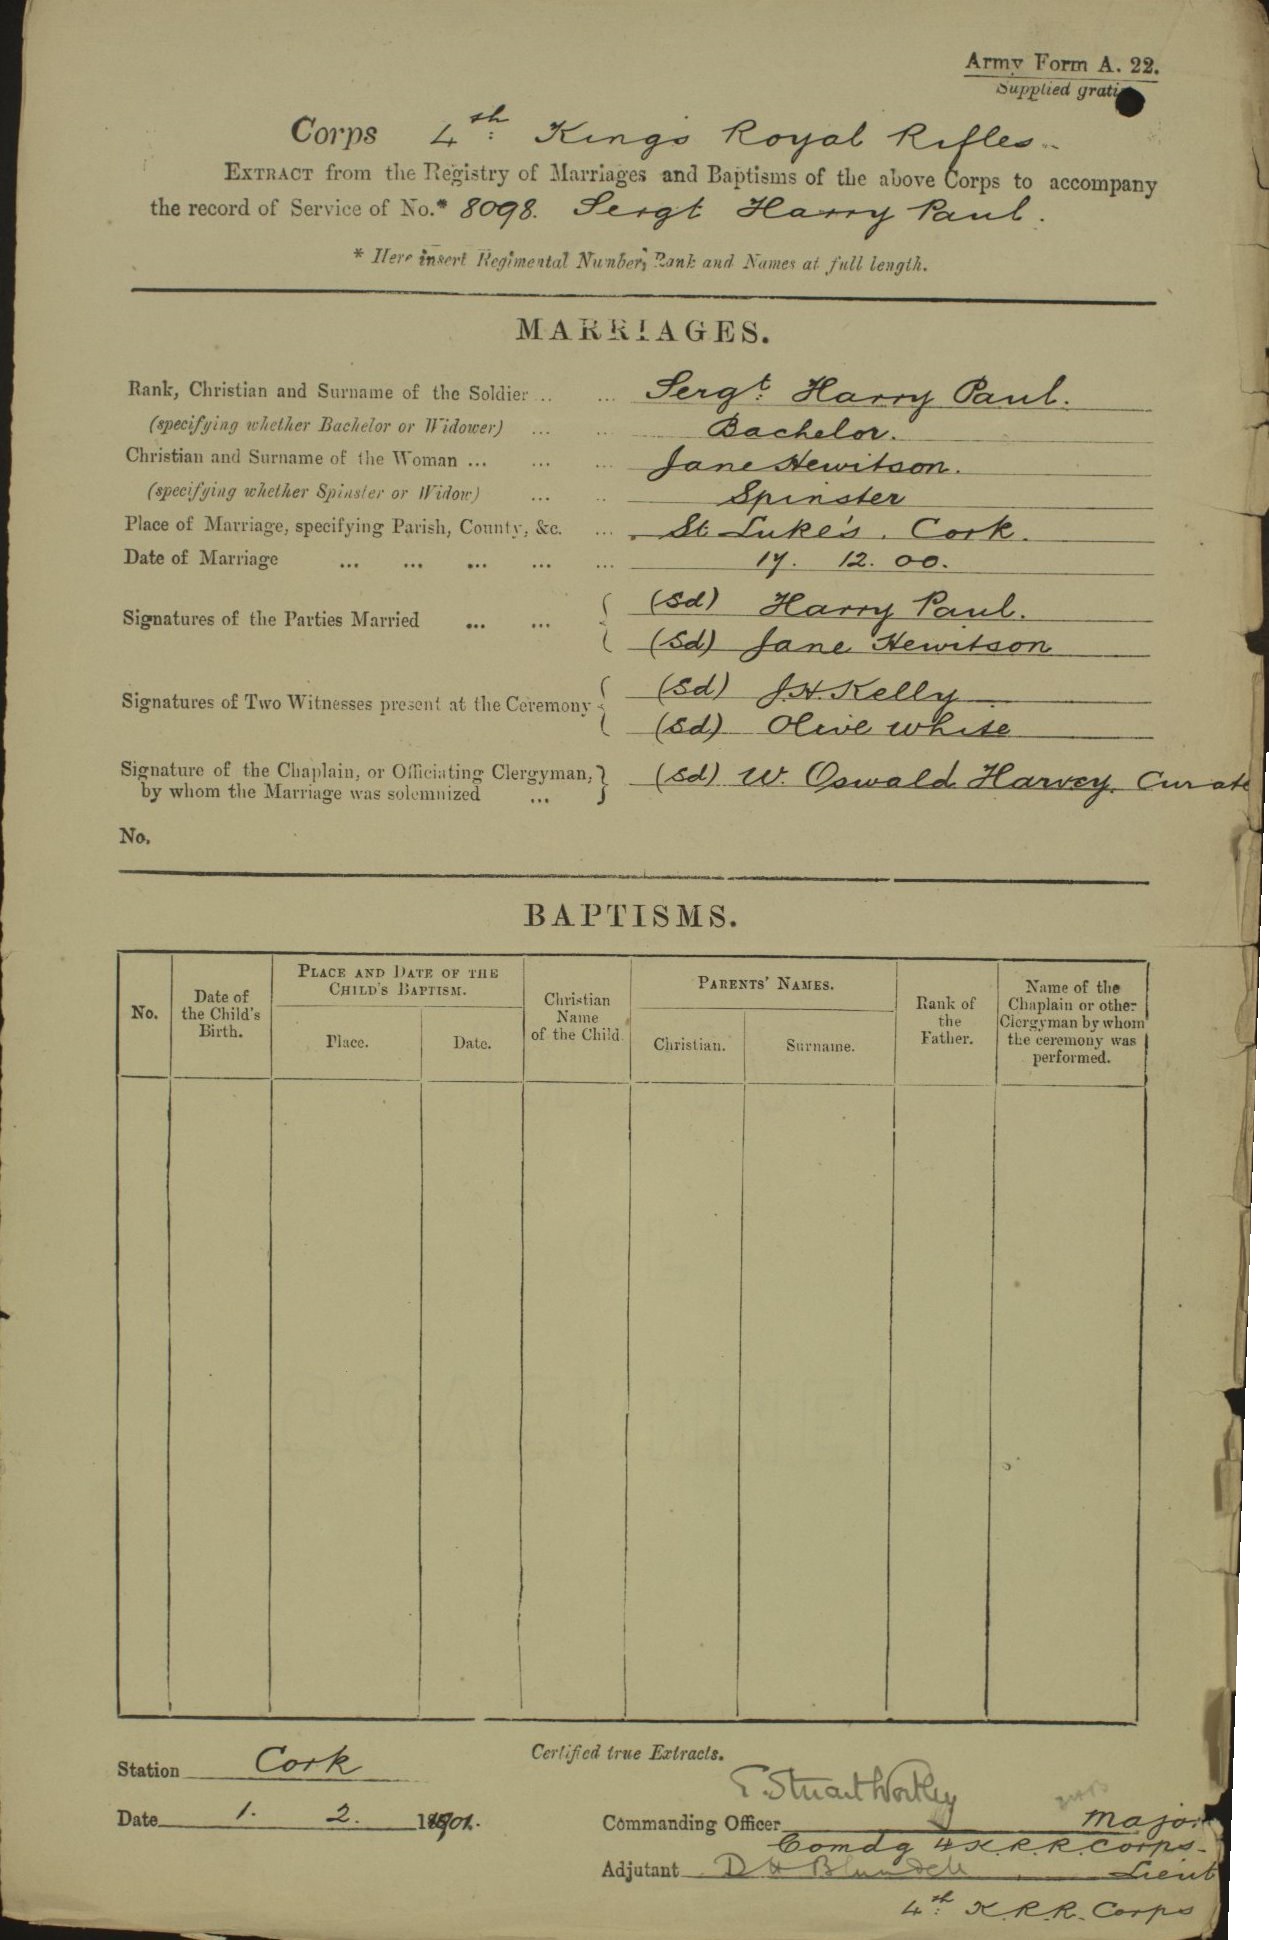 Army Form A. 22.
Supplied gratis
Corps 4th: Kings Royal Rifles.
EXTRACT from the Registry of Marriages and Baptisms of the above Corps to accompany
the record of Service of No.* 8098. Sergt Harry Paul.
* Here insert Regimental Number, Rank and Names at full length.
MARRIAGES.
Rank, Christian and Surname of the Soldier ... ... Sergt: Harry Paul.
(specifying whether Bachelor or Widower) ... ... Bachelor.
Christian and Surname of the Woman ... ... ... Jane Hewitson.
(specifying whether Spinster or Widow) ... ... Spinster
Place of Marriage, specifying Parish, County, &c. ... St. Luke's. Cork.
Date of Marriage ... ... ... ... ... 17. 12. 00.
Signatures of the Parties Married ... ... { (Sd) Harry Paul.
(Sd) Jane Hewitson
Signatures of Two Witnesses present at the Ceremony { (Sd) J.H. Kelly
(Sd) Olive White
Signature of the Chaplain, or Officiating Clergyman, } (Sd) W. Oswald Harvey. Curate
by whom the Marriage was solemnized ...
No.
BAPTISMS.
No.
Date of
the Child's
Birth.
PLACE AND DATE OF THE
CHILD'S BAPTISM.
Place.
Date.
Christian
Name
of the Child.
PARENTS' NAMES.
Christian.
Surname.
Rank of
the
Father.
Name of the
Chaplain or other
Clergyman by whom
the ceremony was
performed.
Certified true Extracts.
Station Cork
Date 1. 2. 1901.
E. Stuart Wortley
Commanding Officer Major
Comdg 4 K.R.R. Corps.
Adjutant D H Blundell Lieut
4th: K.R.R. Corps